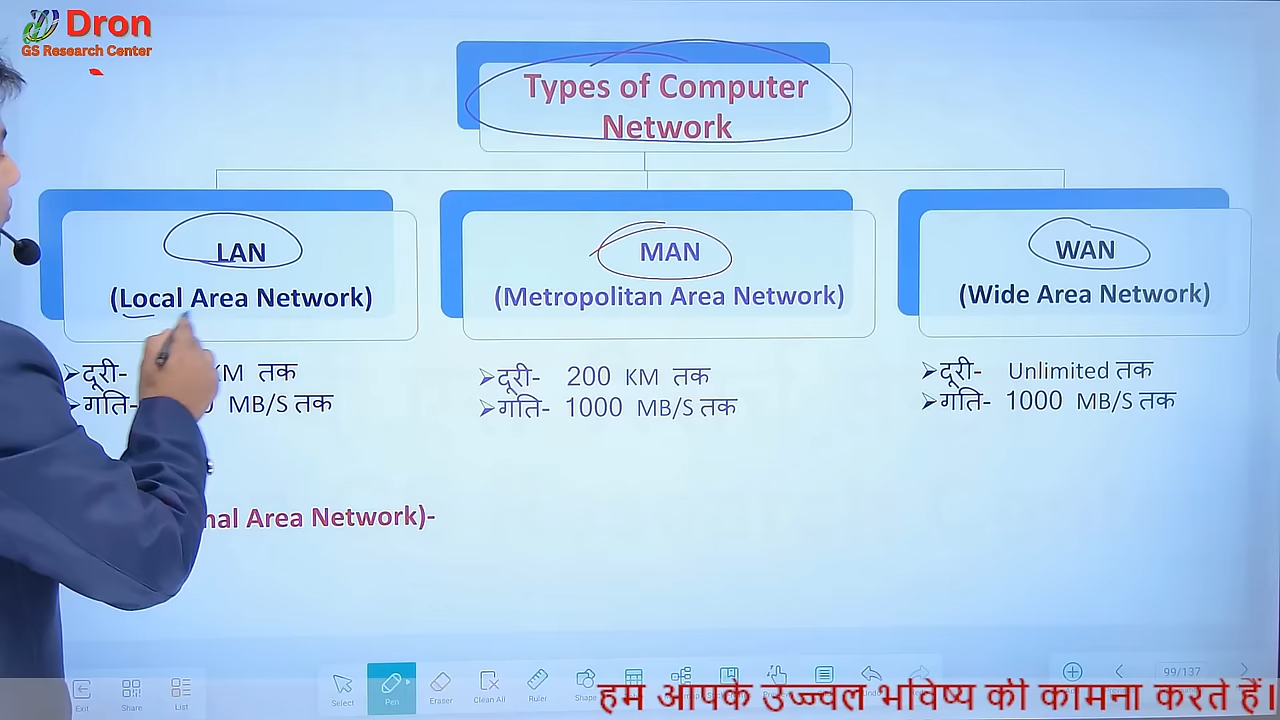 Dron
GS Research Center
Types of Computer
Network
LAN
(Local Area Network)
MAN
(Metropolitan Area Network)
WAN
(Wide Area Network)
➢दूरी- KM तक
➢गति- MB/S तक
➢दूरी- 200 KM तक
➢गति- 1000 MB/S तक
➢दूरी- Unlimited तक
➢गति- 1000 MB/S तक
Area Network)-
Exit
Share
List
Select
Pen
Eraser
Clean All
Ruler
Shape
99/137
हम आपके उज्ज्वल भविष्य की कामना करते हैं।